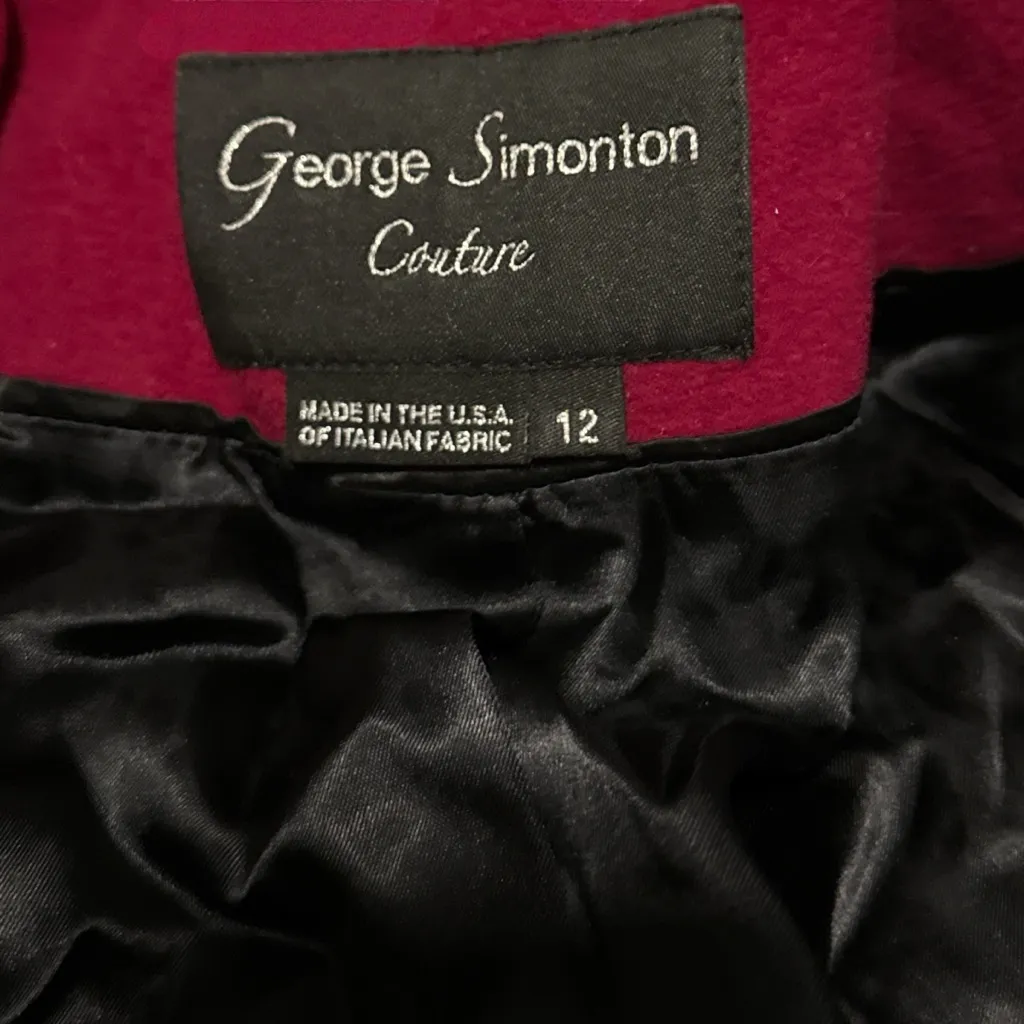 George Simonton
Couture
MADE IN THE U.S.A.
OF ITALIAN FABRIC
12